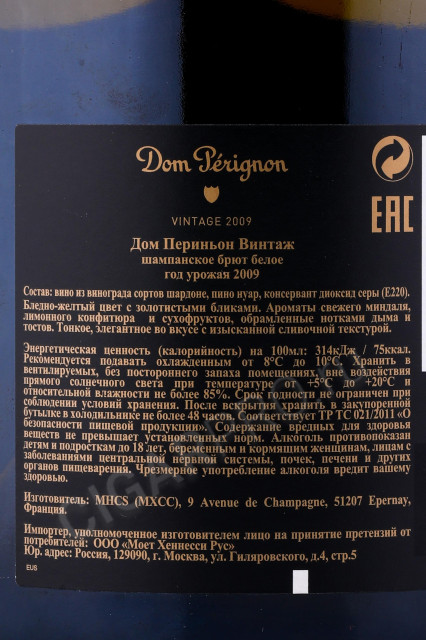 Dom Pérignon
EAC
VINTAGE 2009
Дом Периньон Винтаж
шампанское брют белое
год урожая 2009
Состав: вино из винограда сортов шардоне, пино нуар, консервант диоксид серы (Е220).
Бледно-желтый цвет с золотистыми бликами. Ароматы свежего миндаля,
лимонного конфитюра и сухофруктов, обрамленные нотками дыма и
тостов. Тонкое, элегантное во вкусе с изысканной сливочной текстурой.
Энергетическая ценность (калорийность) на 100мл: 314кДж / 75ккал.
Рекомендуется подавать охлажденным от 8°С до 10°С. Хранить в
вентилируемых, без постороннего запаха помещениях, вне воздействия
прямого солнечного света при температуре от +5°С до +20°С и
относительной влажности не более 85%. Срок годности не ограничен при
соблюдении условий хранения. После вскрытия хранить в закупоренной
бутылке в холодильнике не более 48 часов. Соответствует ТР ТС 021/2011 «О
безопасности пищевой продукции». Содержание вредных для здоровья
веществ не превышает установленных норм. Алкоголь противопоказан
детям и подросткам до 18 лет, беременным и кормящим женщинам, лицам с
заболеваниями центральной нервной системы, почек, печени и других
органов пищеварения. Чрезмерное употребление алкоголя вредит вашему
здоровью.
Изготовитель: MHCS (МХСС), 9 Avenue de Champagne, 51207 Epernay,
Франция.
Импортер, уполномоченное изготовителем лицо на принятие претензий от
потребителей: ООО «Моет Хеннесси Рус»
Юр. адрес: Россия, 129090, г. Москва, ул. Гиляровского, д.4, стр.5
EUS